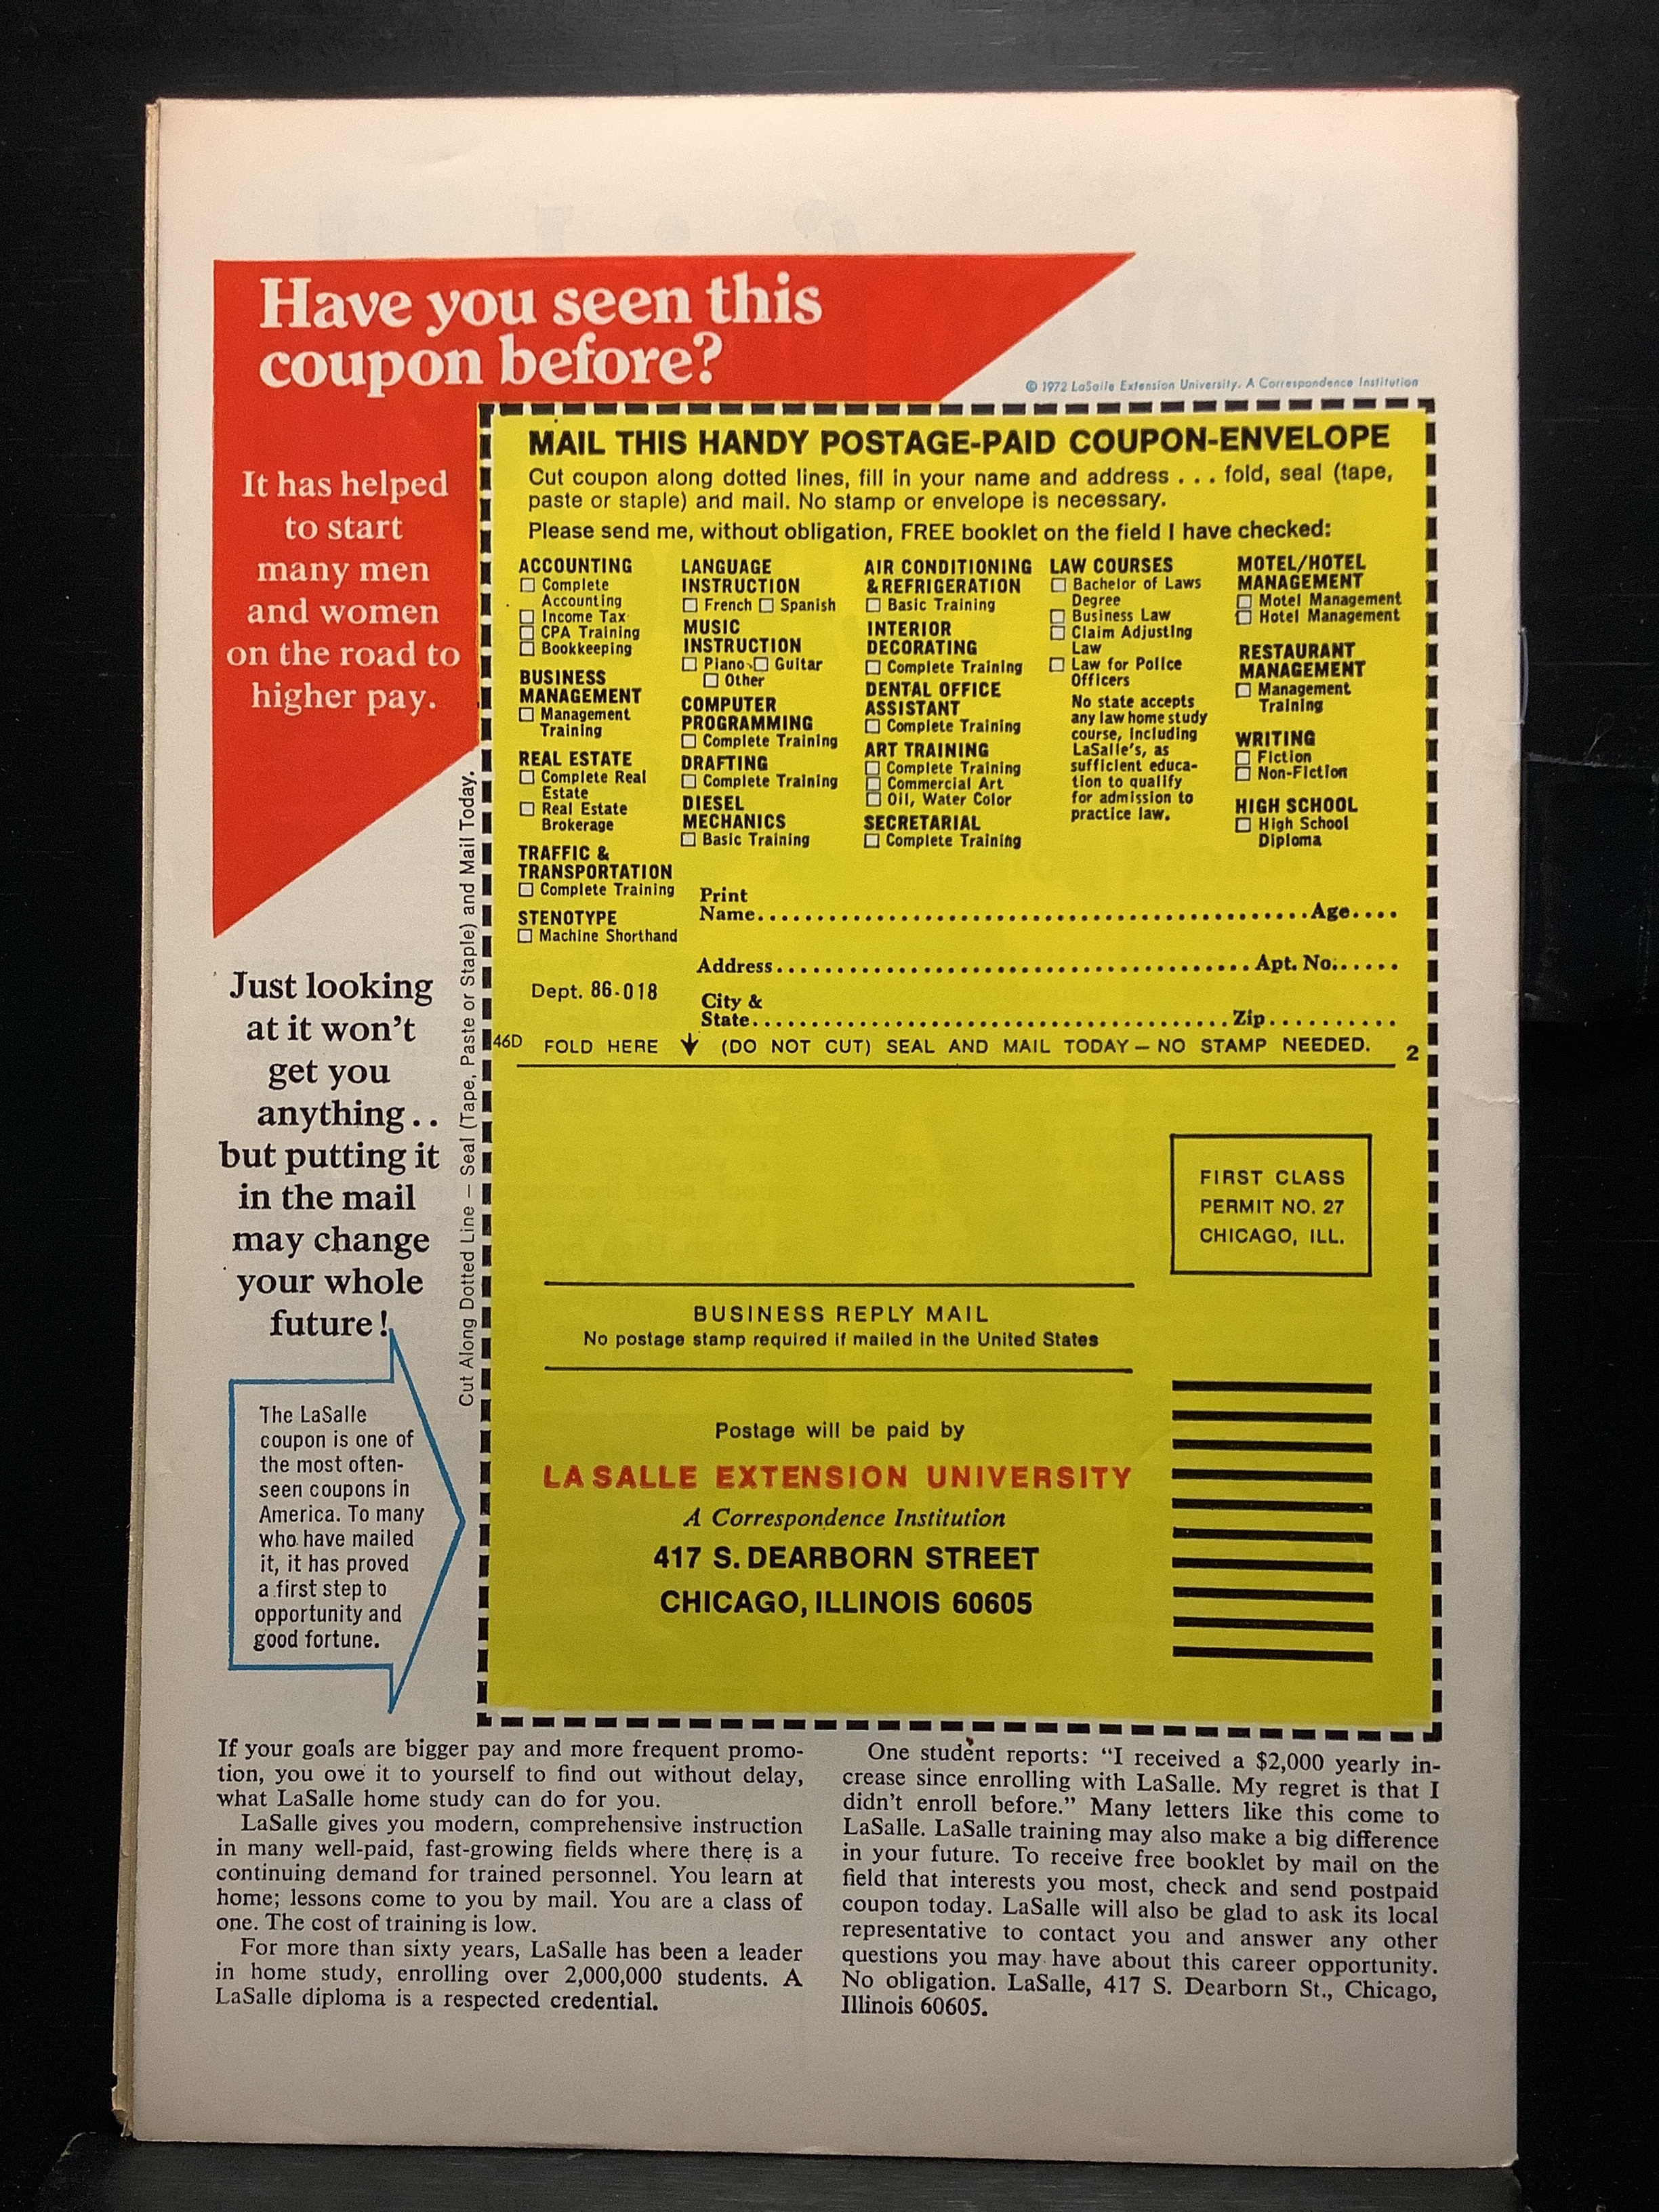 Have you seen this
coupon before?
© 1972 LaSalle Extension University. A Correspondence Institution
It has helped
to start
many men
and women
on the road to
higher pay.
Just looking
at it won't
get you
anything . .
but putting it
in the mail
may change
your whole
future!
The LaSalle
coupon is one of
the most often-
seen coupons in
America. To many
who have mailed
it, it has proved
a first step to
opportunity and
good fortune.
Cut Along Dotted Line — Seal (Tape, Paste or Staple) and Mail Today.
MAIL THIS HANDY POSTAGE-PAID COUPON-ENVELOPE
Cut coupon along dotted lines, fill in your name and address . . . fold, seal (tape,
paste or staple) and mail. No stamp or envelope is necessary.
Please send me, without obligation, FREE booklet on the field I have checked:
ACCOUNTING
Complete
Accounting
Income Tax
CPA Training
Bookkeeping
BUSINESS
MANAGEMENT
Management
Training
REAL ESTATE
Complete Real
Estate
Real Estate
Brokerage
TRAFFIC &
TRANSPORTATION
Complete Training
STENOTYPE
Machine Shorthand
LANGUAGE
INSTRUCTION
French Spanish
MUSIC
INSTRUCTION
Piano Guitar
Other
COMPUTER
PROGRAMMING
Complete Training
DRAFTING
Complete Training
DIESEL
MECHANICS
Basic Training
AIR CONDITIONING
& REFRIGERATION
Basic Training
INTERIOR
DECORATING
Complete Training
DENTAL OFFICE
ASSISTANT
Complete Training
ART TRAINING
Complete Training
Commercial Art
Oil, Water Color
SECRETARIAL
Complete Training
LAW COURSES
Bachelor of Laws
Degree
Business Law
Claim Adjusting
Law
Law for Police
Officers
No state accepts
any law home study
course, including
LaSalle's, as
sufficient educa-
tion to qualify
for admission to
practice law.
MOTEL/HOTEL
MANAGEMENT
Motel Management
Hotel Management
RESTAURANT
MANAGEMENT
Management
Training
WRITING
Fiction
Non-Fiction
HIGH SCHOOL
High School
Diploma
Print
Name . . . . Age . . . .
Address . . . . Apt. No. . . . .
Dept. 86-018
City &
State . . . . Zip . . . .
46D FOLD HERE (DO NOT CUT) SEAL AND MAIL TODAY — NO STAMP NEEDED. 2
FIRST CLASS
PERMIT NO. 27
CHICAGO, ILL.
BUSINESS REPLY MAIL
No postage stamp required if mailed in the United States
Postage will be paid by
LA SALLE EXTENSION UNIVERSITY
A Correspondence Institution
417 S. DEARBORN STREET
CHICAGO, ILLINOIS 60605
If your goals are bigger pay and more frequent promo-
tion, you owe it to yourself to find out without delay,
what LaSalle home study can do for you.
LaSalle gives you modern, comprehensive instruction
in many well-paid, fast-growing fields where there is a
continuing demand for trained personnel. You learn at
home; lessons come to you by mail. You are a class of
one. The cost of training is low.
For more than sixty years, LaSalle has been a leader
in home study, enrolling over 2,000,000 students. A
LaSalle diploma is a respected credential.
One student reports: "I received a $2,000 yearly in-
crease since enrolling with LaSalle. My regret is that I
didn't enroll before." Many letters like this come to
LaSalle. LaSalle training may also make a big difference
in your future. To receive free booklet by mail on the
field that interests you most, check and send postpaid
coupon today. LaSalle will also be glad to ask its local
representative to contact you and answer any other
questions you may have about this career opportunity.
No obligation. LaSalle, 417 S. Dearborn St., Chicago,
Illinois 60605.